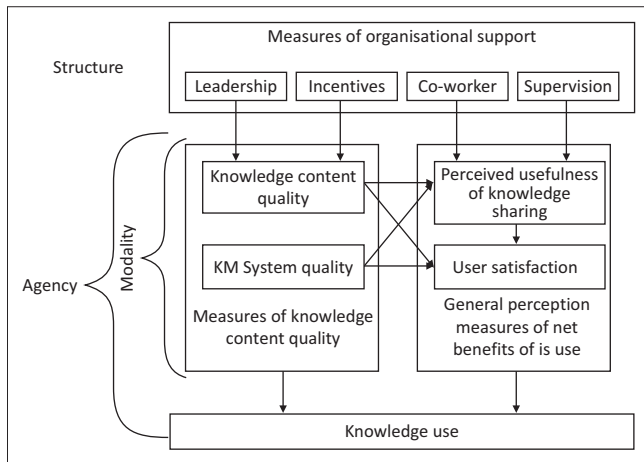 Measures of organisational support
Structure
Leadership
Incentives
Co-worker
Supervision
Agency
Modality
Knowledge content
quality
KM System quality
Measures of knowledge
content quality
Perceived usefulness
of knowledge
sharing
User satisfaction
General perception
measures of net
benefits of is use
Knowledge use